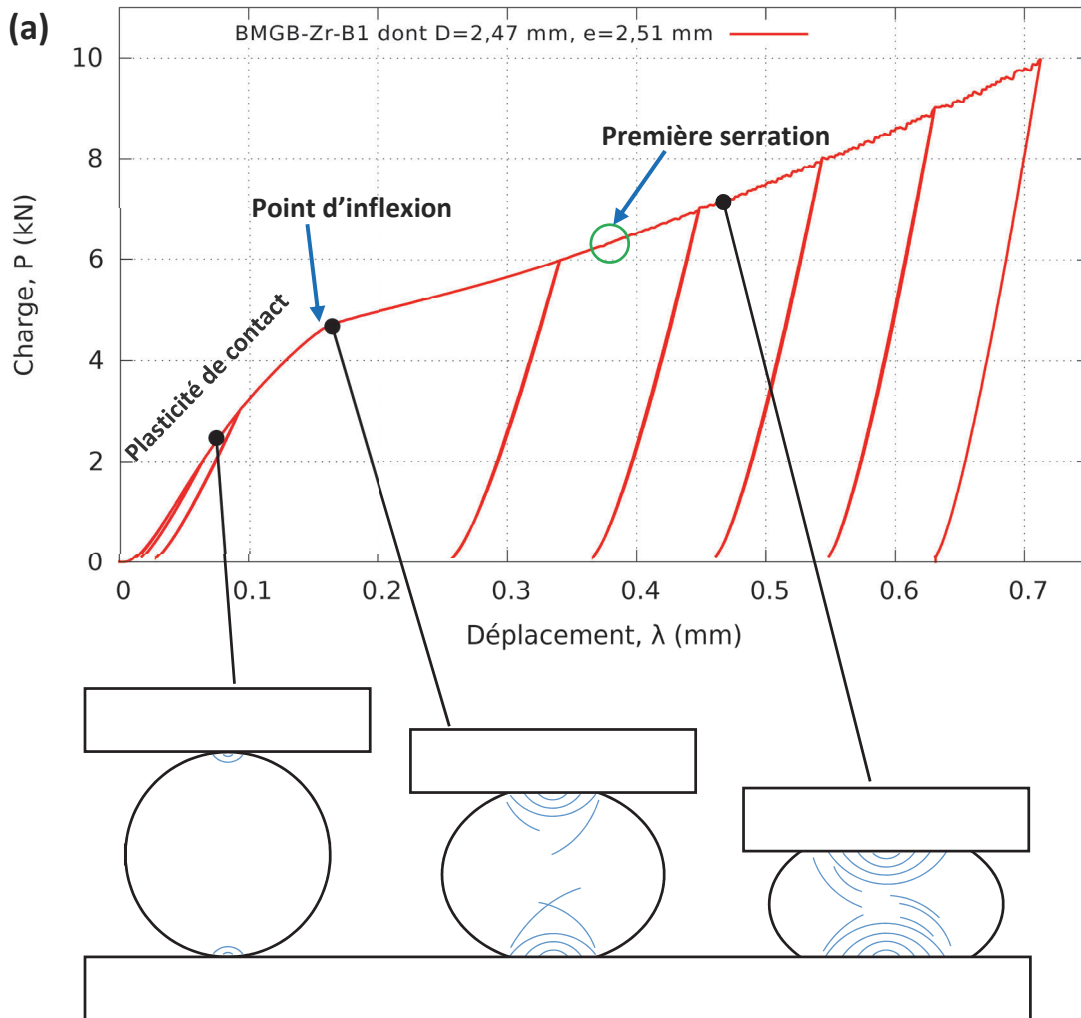 (a)
BMGB-Zr-B1 dont D=2,47 mm, e=2,51 mm
10
8
6
4
2
0
Charge, P (kN)
Première serration
Point d'inflexion
Plasticité de contact
0
0.1
0.2
0.3
0.4
0.5
0.6
0.7
Déplacement, λ (mm)